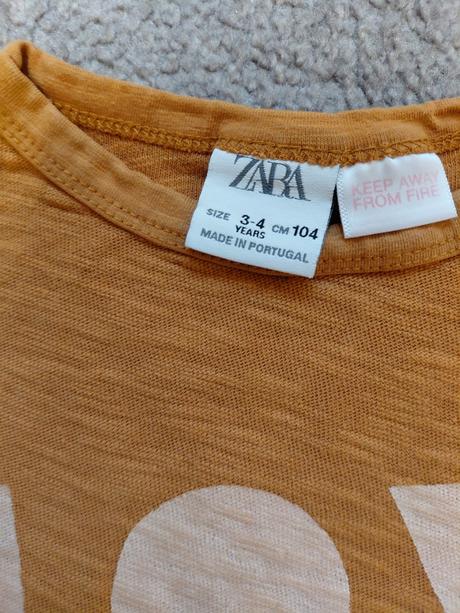 ZARA
SIZE 3-4 YEARS CM 104
MADE IN PORTUGAL
KEEP AWAY
FROM FIRE